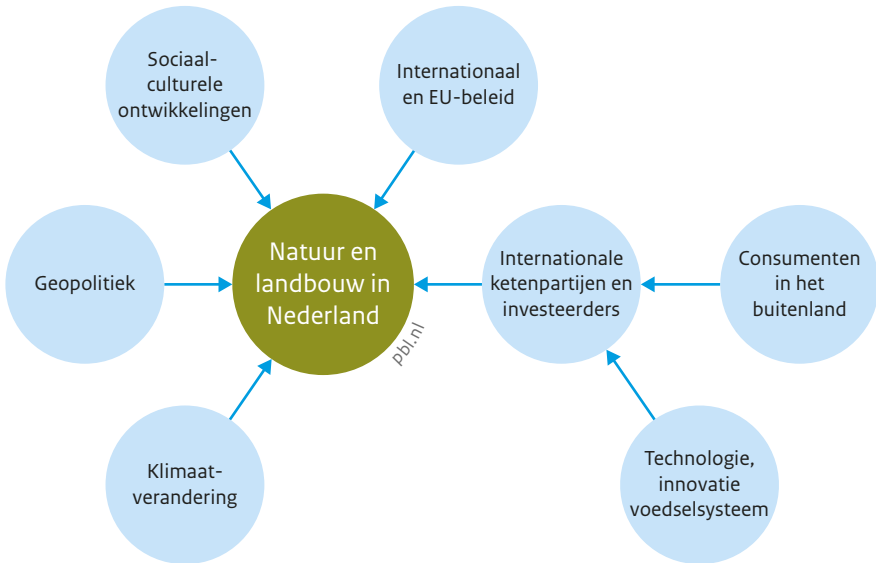 Sociaal-
culturele
ontwikkelingen
Internationaal
en EU-beleid
Geopolitiek
Natuur en
landbouw in
Nederland
pbl.nl
Internationale
ketenpartijen en
investeerders
Consumenten
in het
buitenland
Klimaat-
verandering
Technologie,
innovatie
voedselsysteem